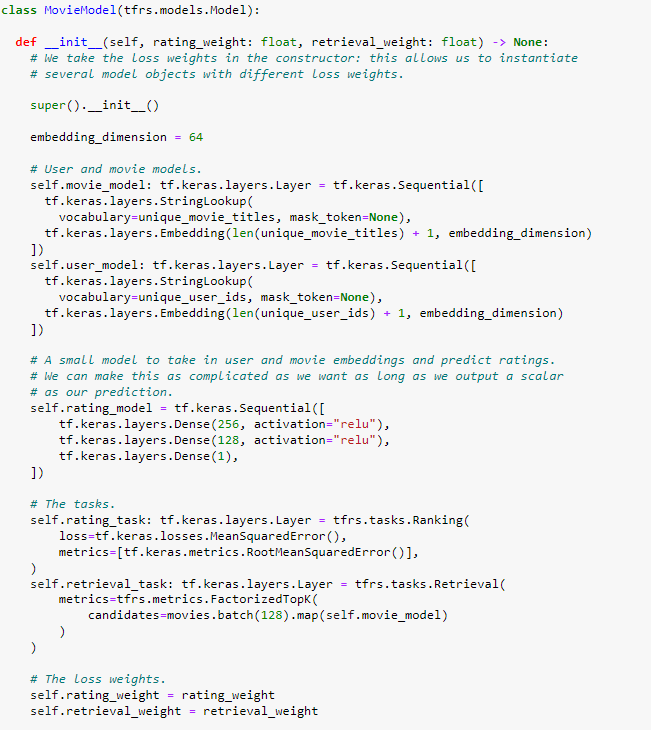 class MovieModel(tfrs.models.Model):
def __init__(self, rating_weight: float, retrieval_weight: float) -> None:
# We take the loss weights in the constructor: this allows us to instantiate
# several model objects with different loss weights.
super().__init__()
embedding_dimension = 64
# User and movie models.
self.movie_model: tf.keras.layers.Layer = tf.keras.Sequential([
tf.keras.layers.StringLookup(
vocabulary=unique_movie_titles, mask_token=None),
tf.keras.layers.Embedding(len(unique_movie_titles) + 1, embedding_dimension)
])
self.user_model: tf.keras.layers.Layer = tf.keras.Sequential([
tf.keras.layers.StringLookup(
vocabulary=unique_user_ids, mask_token=None),
tf.keras.layers.Embedding(len(unique_user_ids) + 1, embedding_dimension)
])
# A small model to take in user and movie embeddings and predict ratings.
# We can make this as complicated as we want as long as we output a scalar
# as our prediction.
self.rating_model = tf.keras.Sequential([
tf.keras.layers.Dense(256, activation="relu"),
tf.keras.layers.Dense(128, activation="relu"),
tf.keras.layers.Dense(1),
])
# The tasks.
self.rating_task: tf.keras.layers.Layer = tfrs.tasks.Ranking(
loss=tf.keras.losses.MeanSquaredError(),
metrics=[tf.keras.metrics.RootMeanSquaredError()],
)
self.retrieval_task: tf.keras.layers.Layer = tfrs.tasks.Retrieval(
metrics=tfrs.metrics.FactorizedTopK(
candidates=movies.batch(128).map(self.movie_model)
)
)
# The loss weights.
self.rating_weight = rating_weight
self.retrieval_weight = retrieval_weight